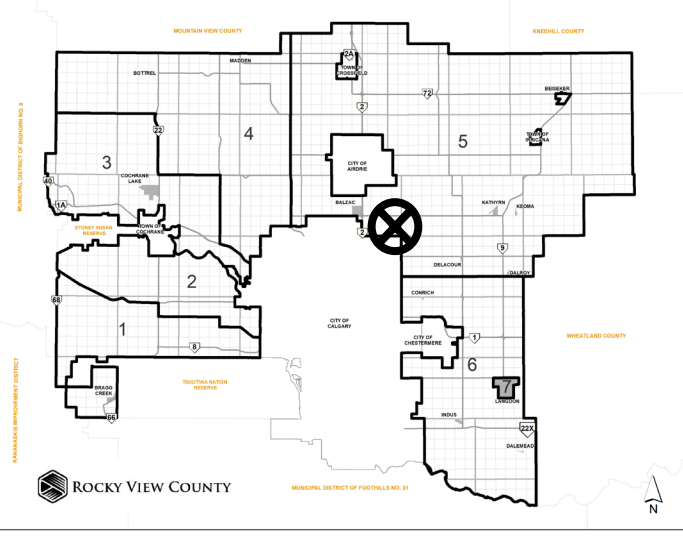 MOUNTAIN VIEW COUNTY
KNEEHILL COUNTY
MADDEN
2A
TOWN OF
CROSSFIELD
BOTTREL
72
BEISEKER
2
MUNICIPAL DISTRICT OF BIGHORN NO. 8
22
4
5
TOWN OF
IRRICANA
3
CITY OF
AIRDRIE
COCHRANE
LAKE
40
1A
BALZAC
KATHYRN
KEOMA
STONEY INDIAN
RESERVE
TOWN OF
COCHRANE
2
9
DELACOUR
DALROY
2
68
CONRICH
1
CITY OF
CALGARY
CITY OF
CHESTERMERE
1
WHEATLAND COUNTY
8
6
KANANASKIS IMPROVEMENT DISTRICT
TSUUTINA NATION
RESERVE
BRAGG
CREEK
7
LANGDON
66
INDUS
22X
DALEMEAD
ROCKY VIEW COUNTY
MUNICIPAL DISTRICT OF FOOTHILLS NO. 31
N